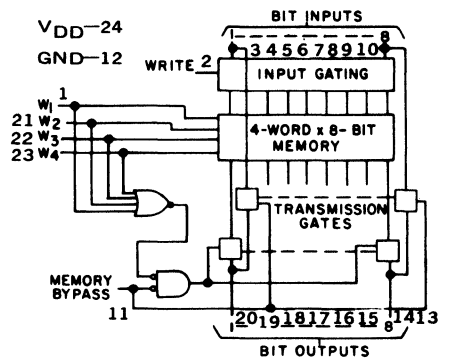 BIT INPUTS
V_DD—24
GND—12
1 8
3 4 5 6 7 8 9 10
WRITE 2
INPUT GATING
1
W1
21 W2
22 W3
23 W4
4-WORD x 8-BIT
MEMORY
TRANSMISSION
GATES
MEMORY
BYPASS
11
20 19 18 17 16 15 14 13
1 8
BIT OUTPUTS